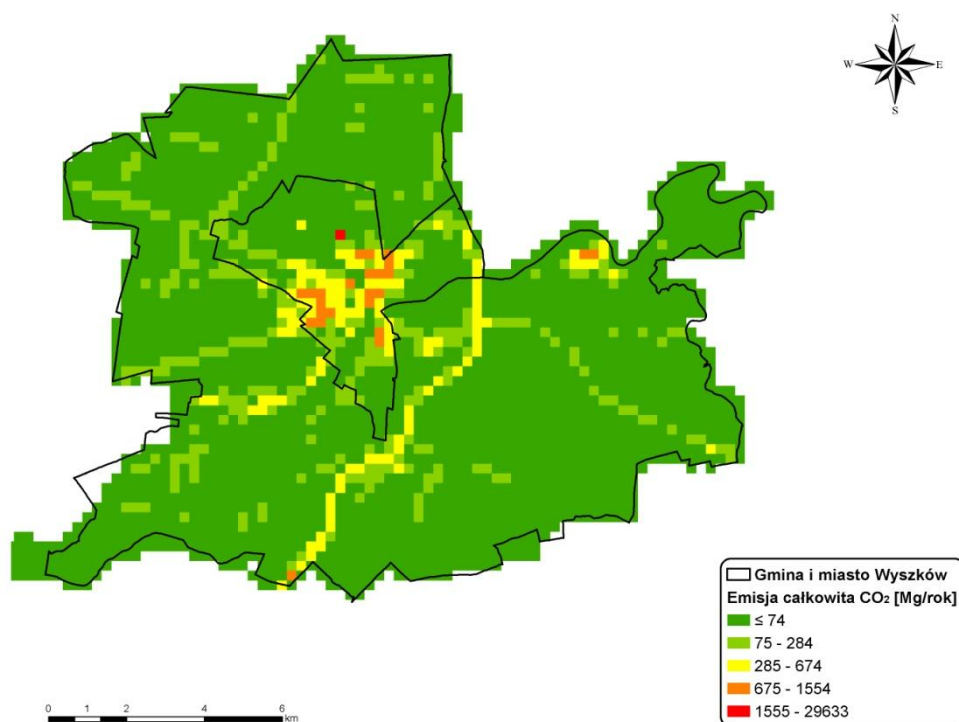 N
W E
S
Gmina i miasto Wyszków
Emisja całkowita CO₂ [Mg/rok]
≤ 74
75 - 284
285 - 674
675 - 1554
1555 - 29633
0 1 2 4 6
km